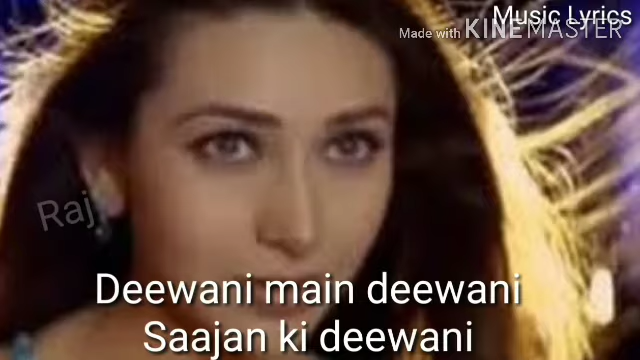 Music Lyrics
Made with KINEMASTER
Raj
Deewani main deewani
Saajan ki deewani